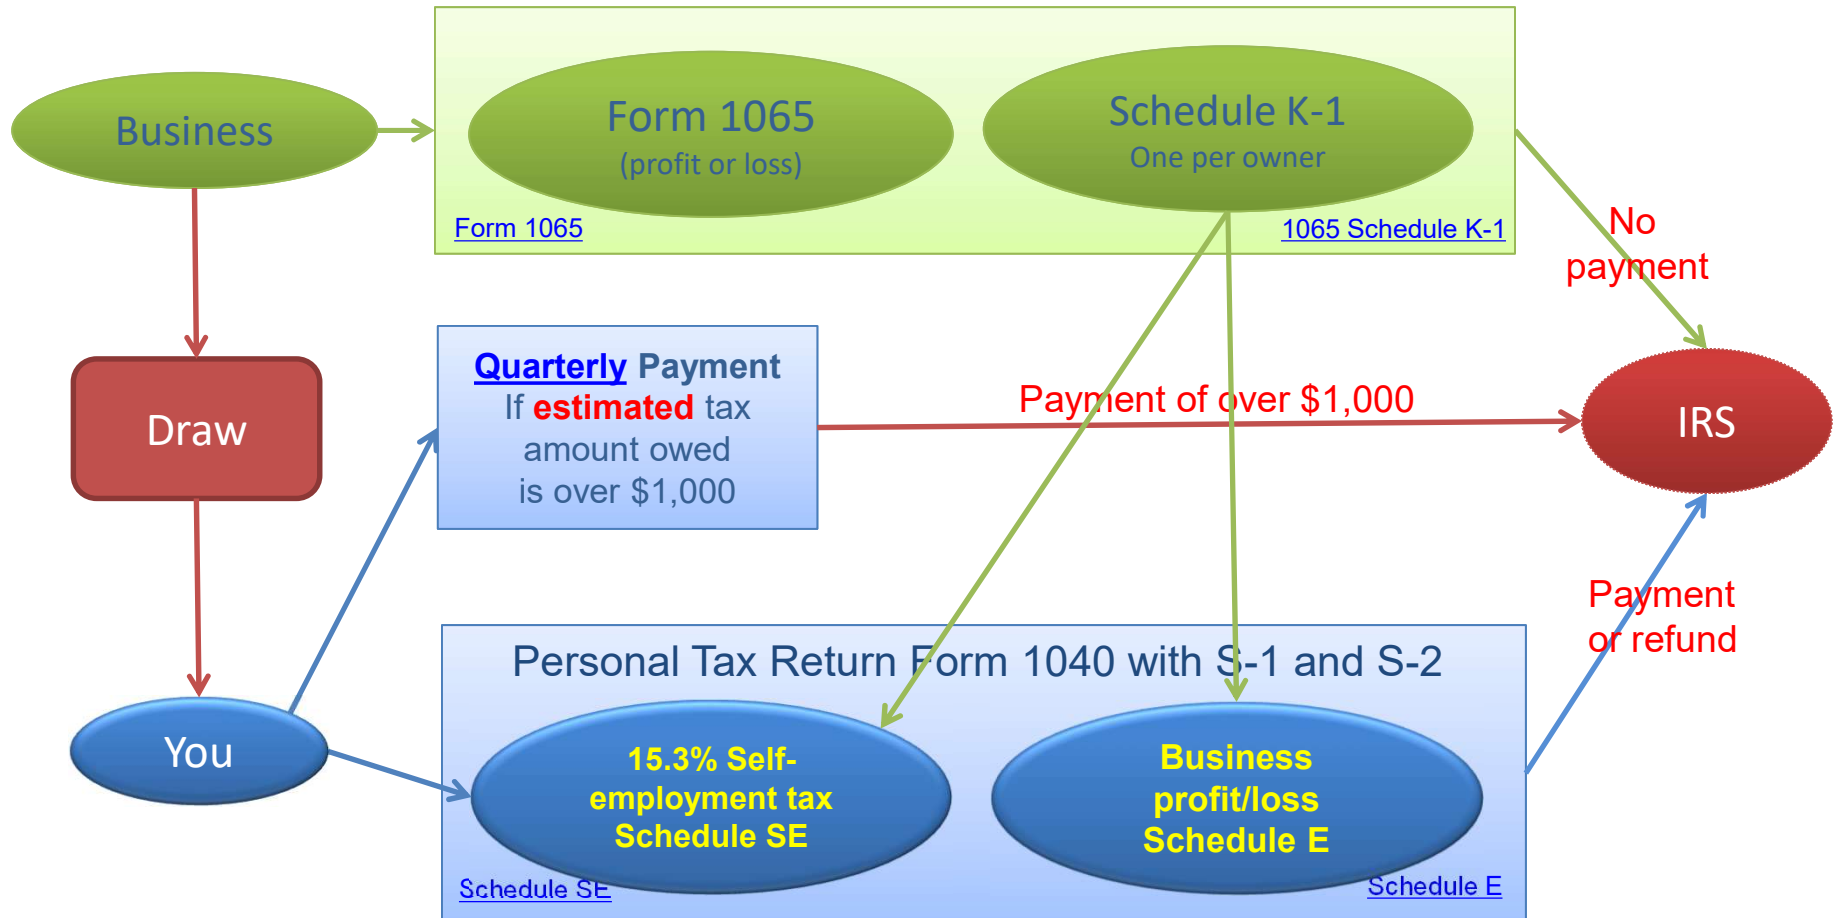 Business
Form 1065
(profit or loss)
Schedule K-1
One per owner
Form 1065
1065 Schedule K-1
No
payment
Draw
Quarterly Payment
If estimated tax
amount owed
is over $1,000
Payment of over $1,000
IRS
Payment
or refund
Personal Tax Return Form 1040 with S-1 and S-2
You
15.3% Self-
employment tax
Schedule SE
Business
profit/loss
Schedule E
Schedule SE
Schedule E